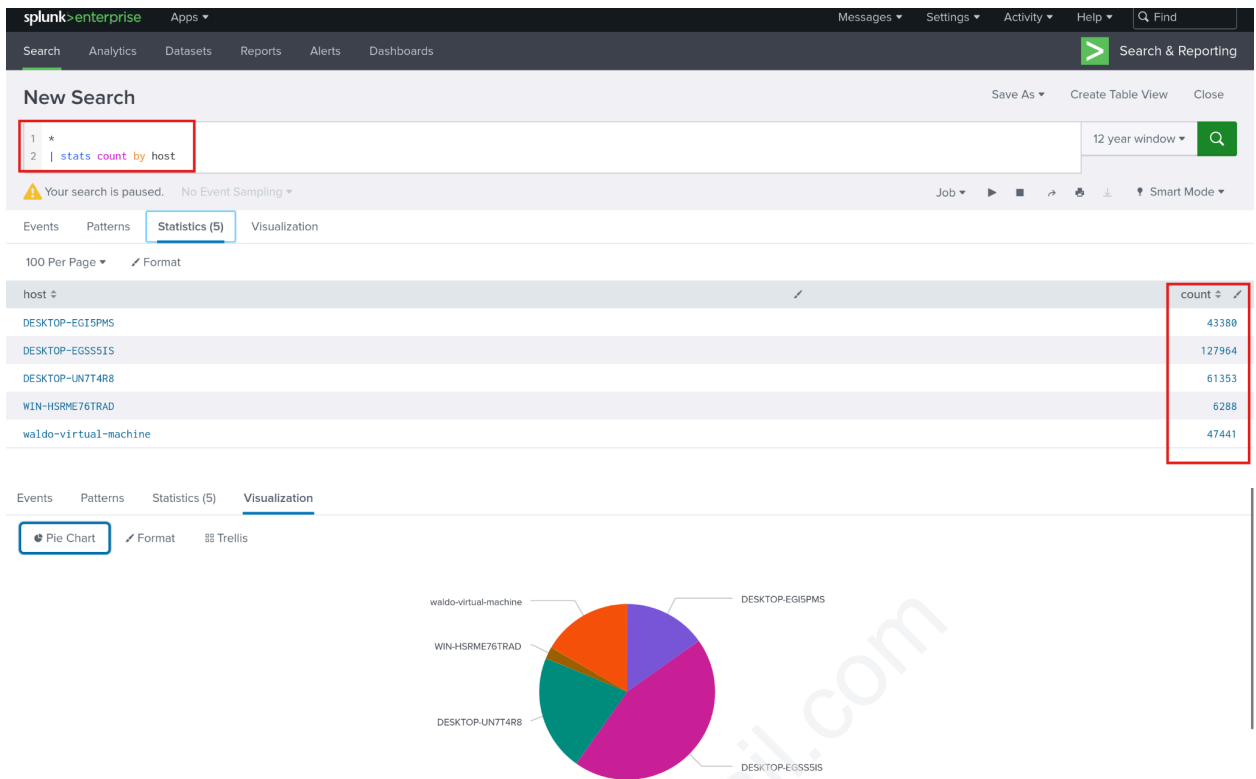 splunk>enterprise Apps Messages Settings Activity Help Find
Search Analytics Datasets Reports Alerts Dashboards > Search & Reporting
New Search Save As Create Table View Close
1 * 12 year window
2 | stats count by host
Your search is paused. No Event Sampling Job Smart Mode
Events Patterns Statistics (5) Visualization
100 Per Page Format
host count
DESKTOP-EGI5PMS 43380
DESKTOP-EGSS5IS 127964
DESKTOP-UN7T4R8 61353
WIN-HSRME76TRAD 6288
waldo-virtual-machine 47441
Events Patterns Statistics (5) Visualization
Pie Chart Format Trellis
waldo-virtual-machine DESKTOP-EGI5PMS
WIN-HSRME76TRAD
DESKTOP-UN7T4R8
DESKTOP-EGSS5IS